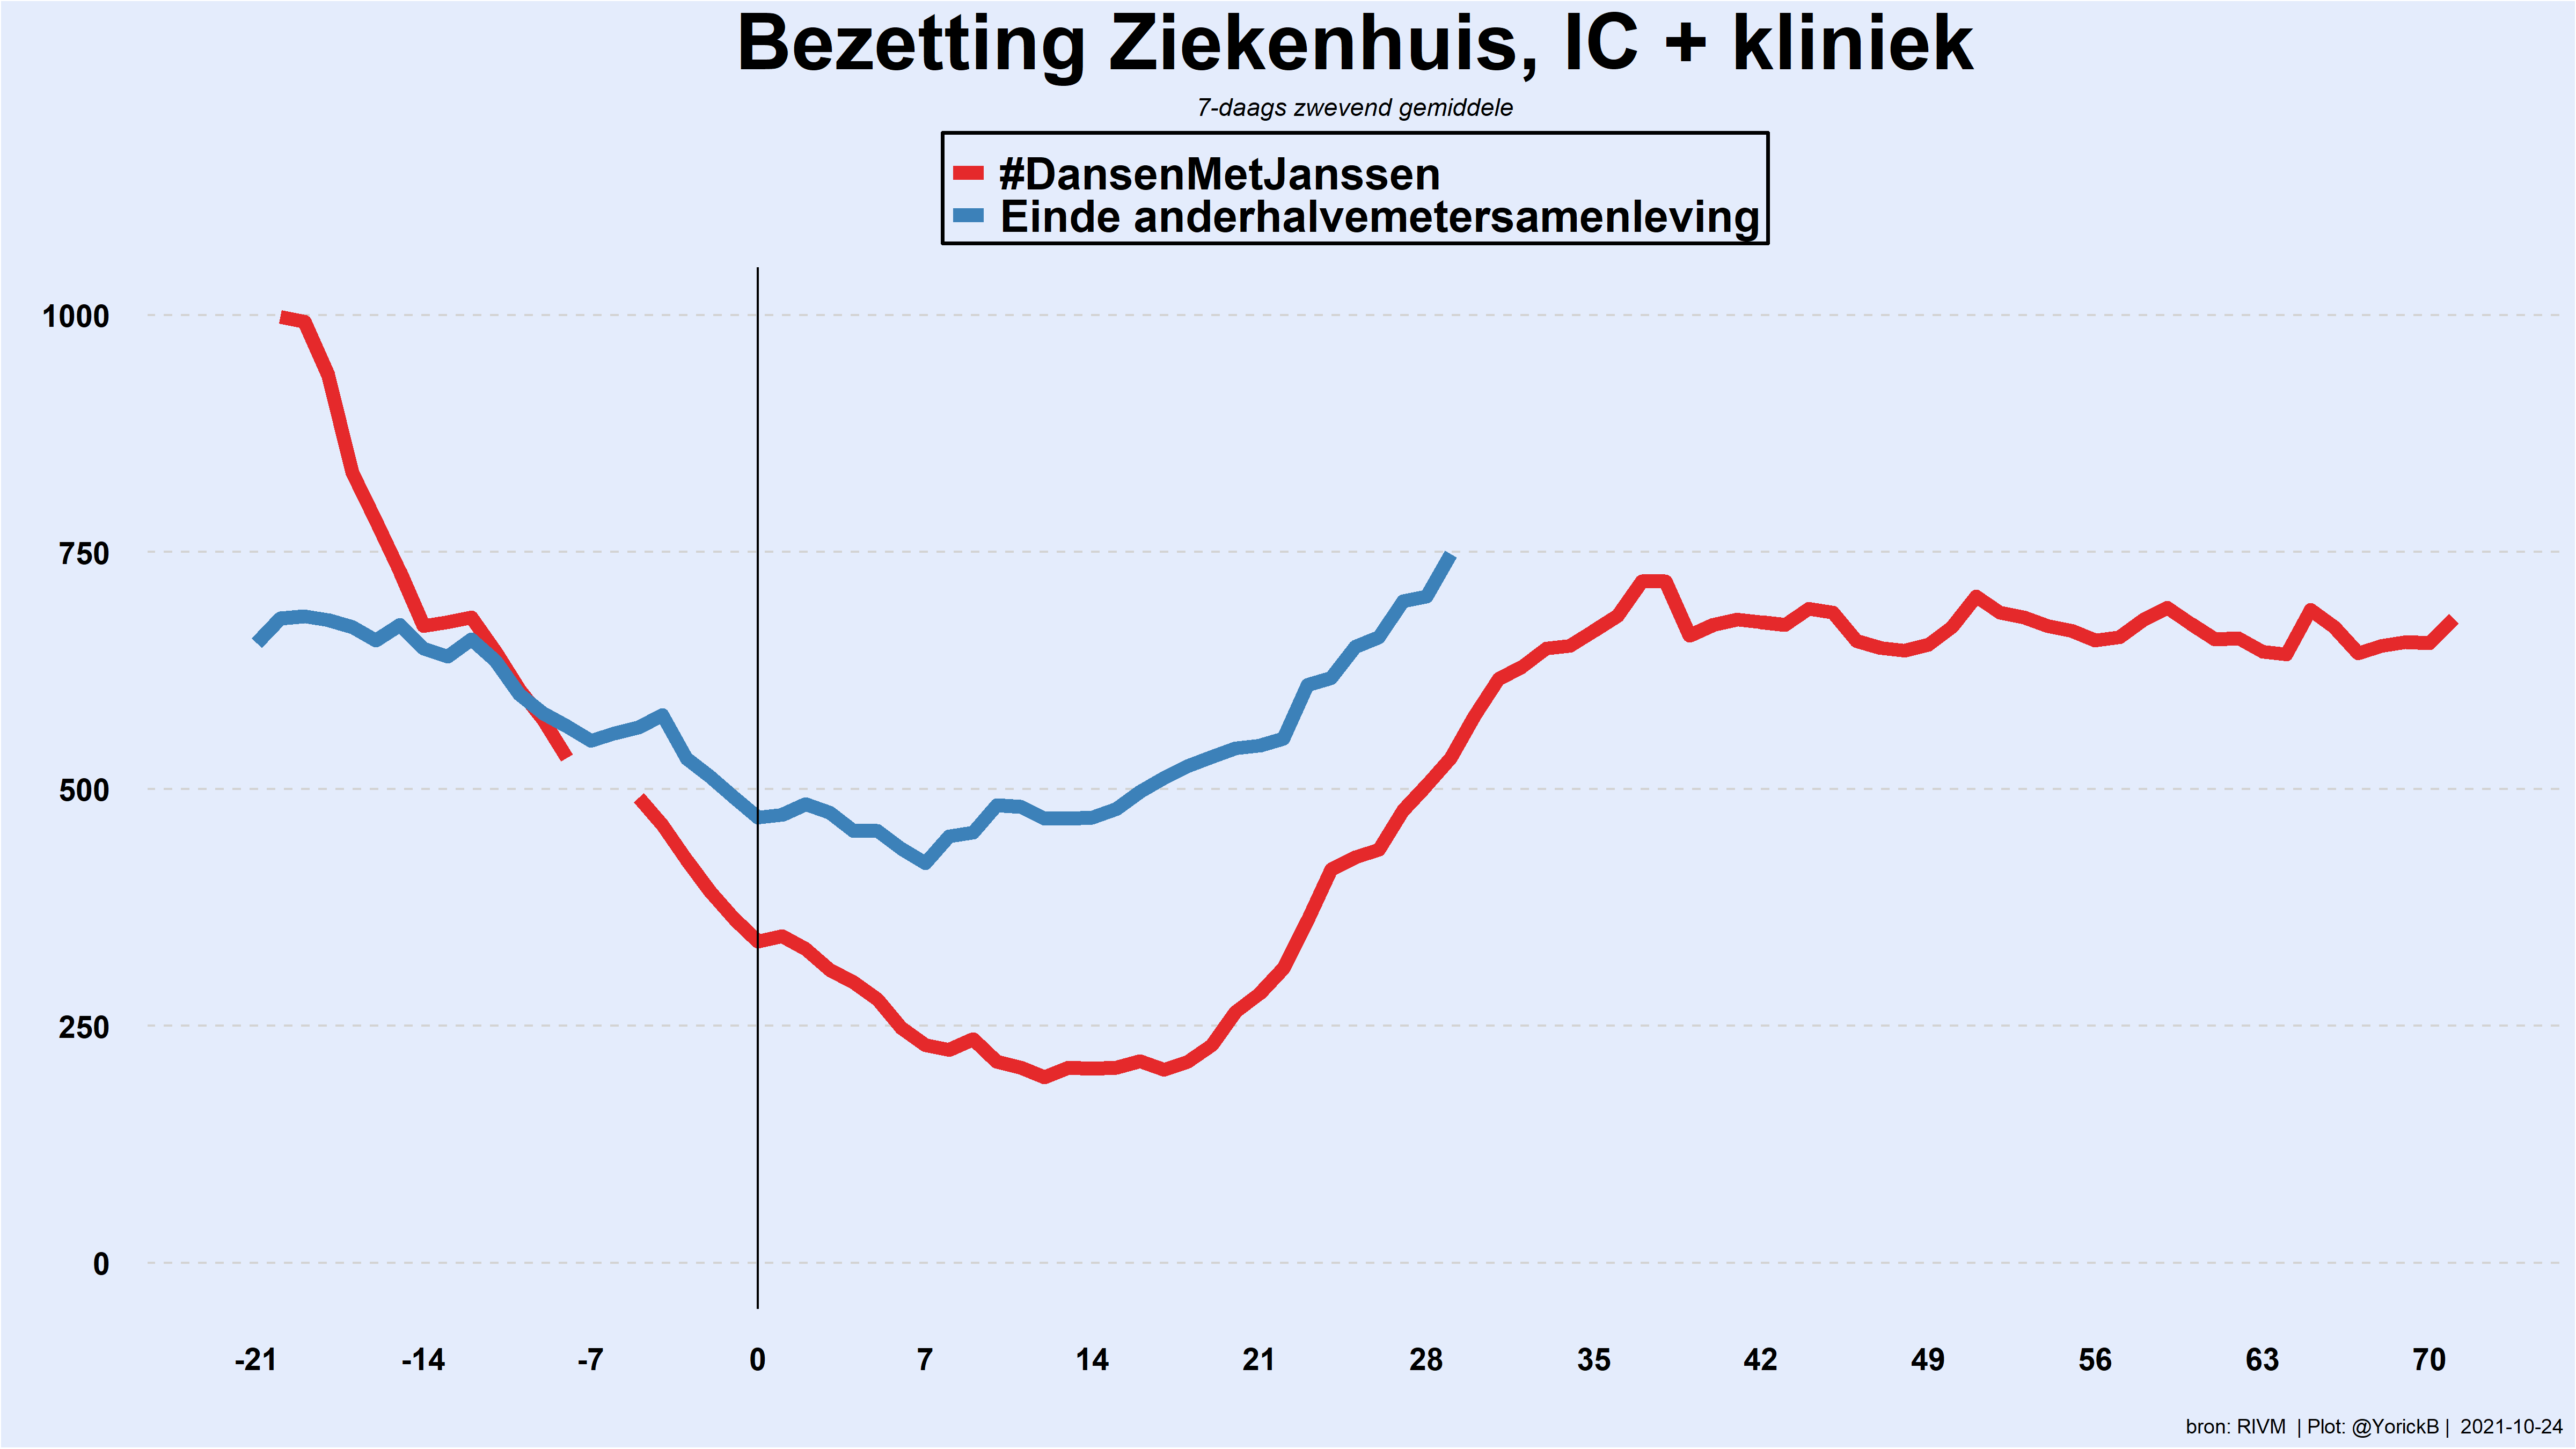 Bezetting Ziekenhuis, IC + kliniek
7-daags zwevend gemiddele
#DansenMetJanssen
Einde anderhalvemetersamenleving
1000
750
500
250
0
-21 -14 -7 0 7 14 21 28 35 42 49 56 63 70
bron: RIVM | Plot: @YorickB | 2021-10-24